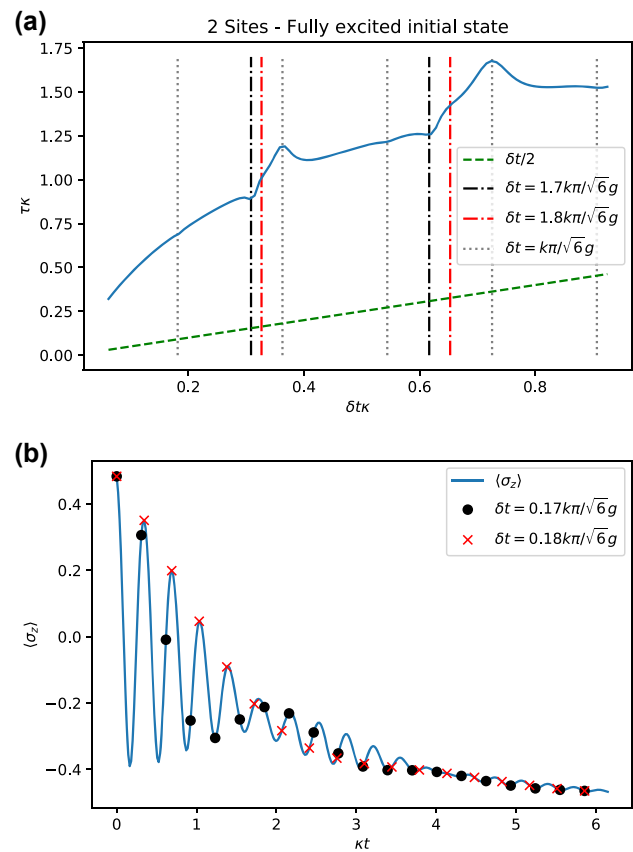 (a)
2 Sites - Fully excited initial state
τκ
1.75
1.50
1.25
1.00
0.75
0.50
0.25
0.00
δt/2
δt = 1.7kπ/√6g
δt = 1.8kπ/√6g
δt = kπ/√6g
0.2 0.4 0.6 0.8
δtκ
(b)
⟨σz⟩
0.4
0.2
0.0
−0.2
−0.4
⟨σz⟩
δt = 0.17kπ/√6g
δt = 0.18kπ/√6g
0 1 2 3 4 5 6
κt